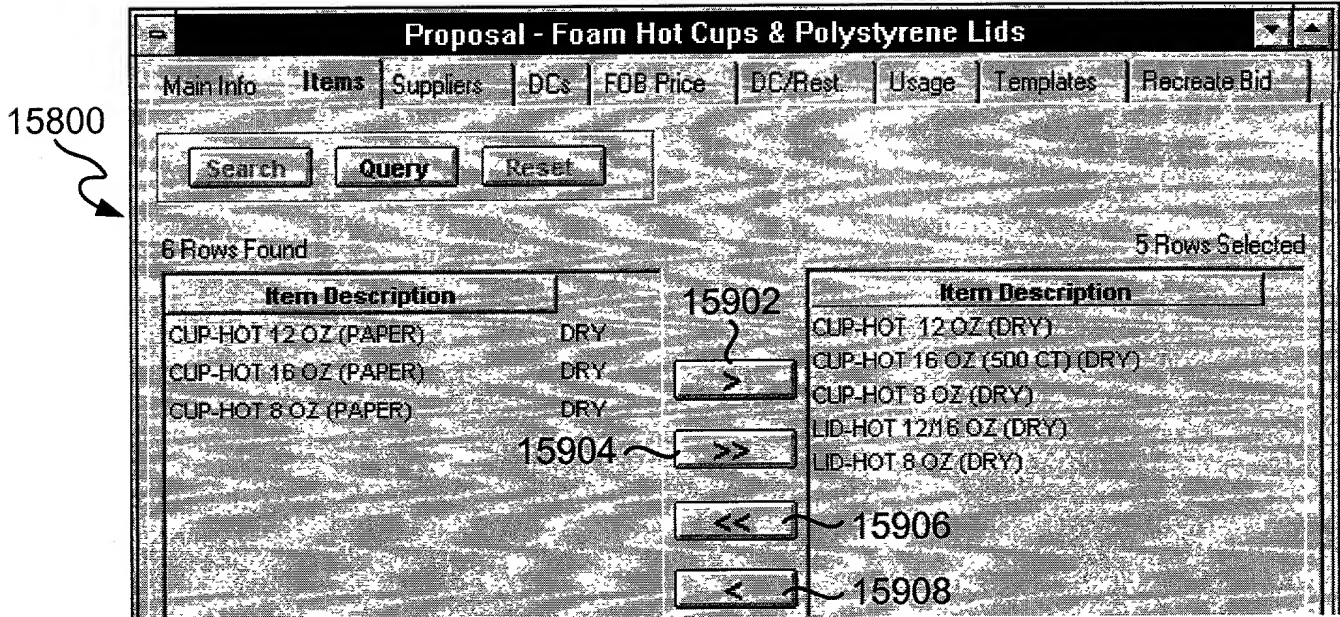 Proposal - Foam Hot Cups & Polystyrene Lids
Main Info Items Suppliers DCs FOB Price DC/Rest. Usage Templates Recreate Bid
15800
Search Query Reset
6 Rows Found 5 Rows Selected
Item Description Item Description
15902
CUP-HOT 12 OZ (PAPER) DRY CUP-HOT 12 OZ (DRY)
CUP-HOT 16 OZ (PAPER) DRY > CUP-HOT 16 OZ (500 CT) (DRY)
CUP-HOT 8 OZ (PAPER) DRY CUP-HOT 8 OZ (DRY)
LID-HOT 12/16 OZ (DRY)
15904 >> LID-HOT 8 OZ (DRY)
<< 15906
< 15908